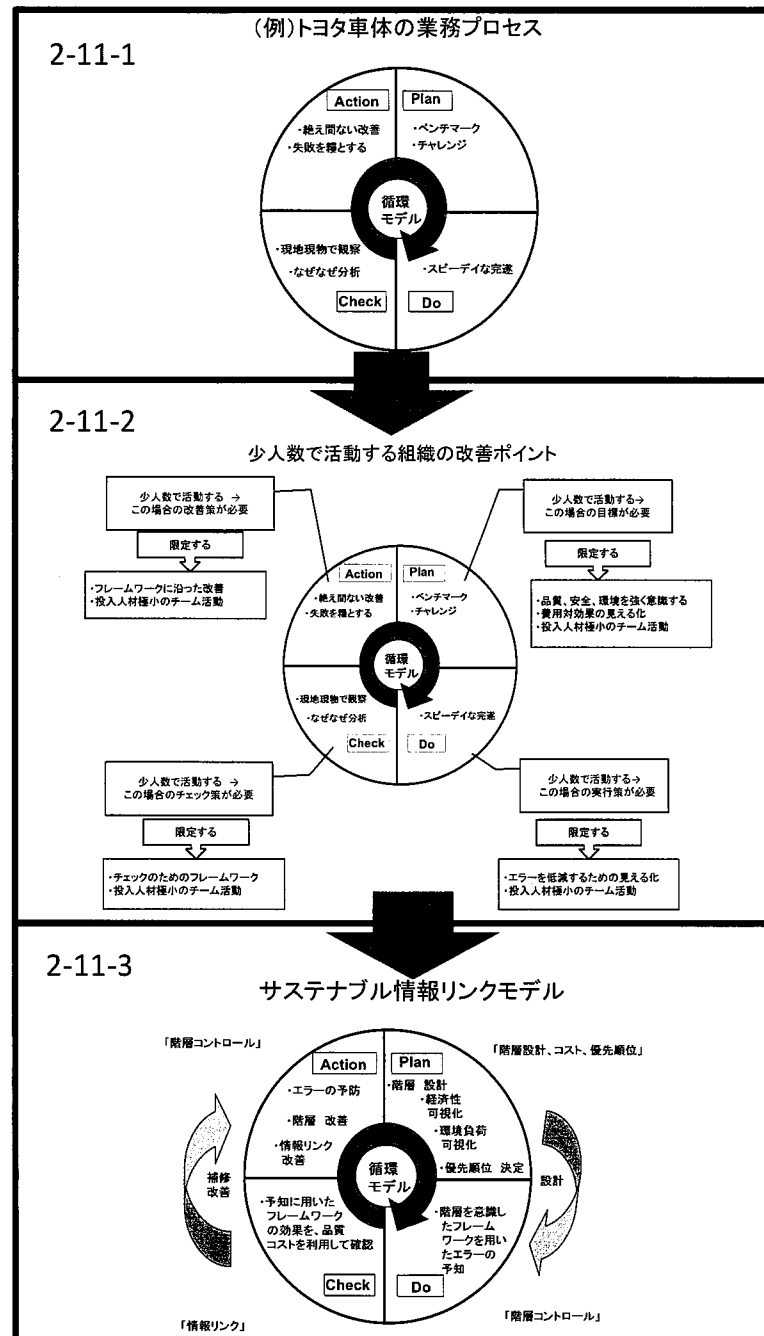 (例)トヨタ車体の業務プロセス
2-11-1
Action
・絶え間ない改善
・失敗を糧とする
Plan
・ベンチマーク
・チャレンジ
循環
モデル
・現地現物で観察
・なぜなぜ分析
Check
・スピーデイな完遂
Do
2-11-2
少人数で活動する組織の改善ポイント
少人数で活動する →
この場合の改善策が必要
限定する
・フレームワークに沿った改善
・投入人材極小のチーム活動
少人数で活動する→
この場合の目標が必要
限定する
・品質、安全、環境を強く意識する
・費用対効果の見える化
・投入人材極小のチーム活動
Action
・絶え間ない改善
・失敗を糧とする
Plan
・ベンチマーク
・チャレンジ
循環
モデル
・現地現物で観察
・なぜなぜ分析
Check
・スピーデイな完遂
Do
少人数で活動する →
この場合のチェック策が必要
限定する
・チェックのためのフレームワーク
・投入人材極小のチーム活動
少人数で活動する→
この場合の実行策が必要
限定する
・エラーを低減するための見える化
・投入人材極小のチーム活動
2-11-3
サステナブル情報リンクモデル
「階層コントロール」
「階層設計、コスト、優先順位」
Action
・エラーの予防
・階層 改善
・情報リンク
改善
Plan
・階層 設計
・経済性
可視化
・環境負荷
可視化
・優先順位 決定
循環
モデル
補修
改善
設計
・予知に用いた
フレームワーク
の効果を、品質
コストを利用して確認
Check
・階層を意識し
たフレーム
ワークを用い
たエラーの
予知
Do
「情報リンク」
「階層コントロール」